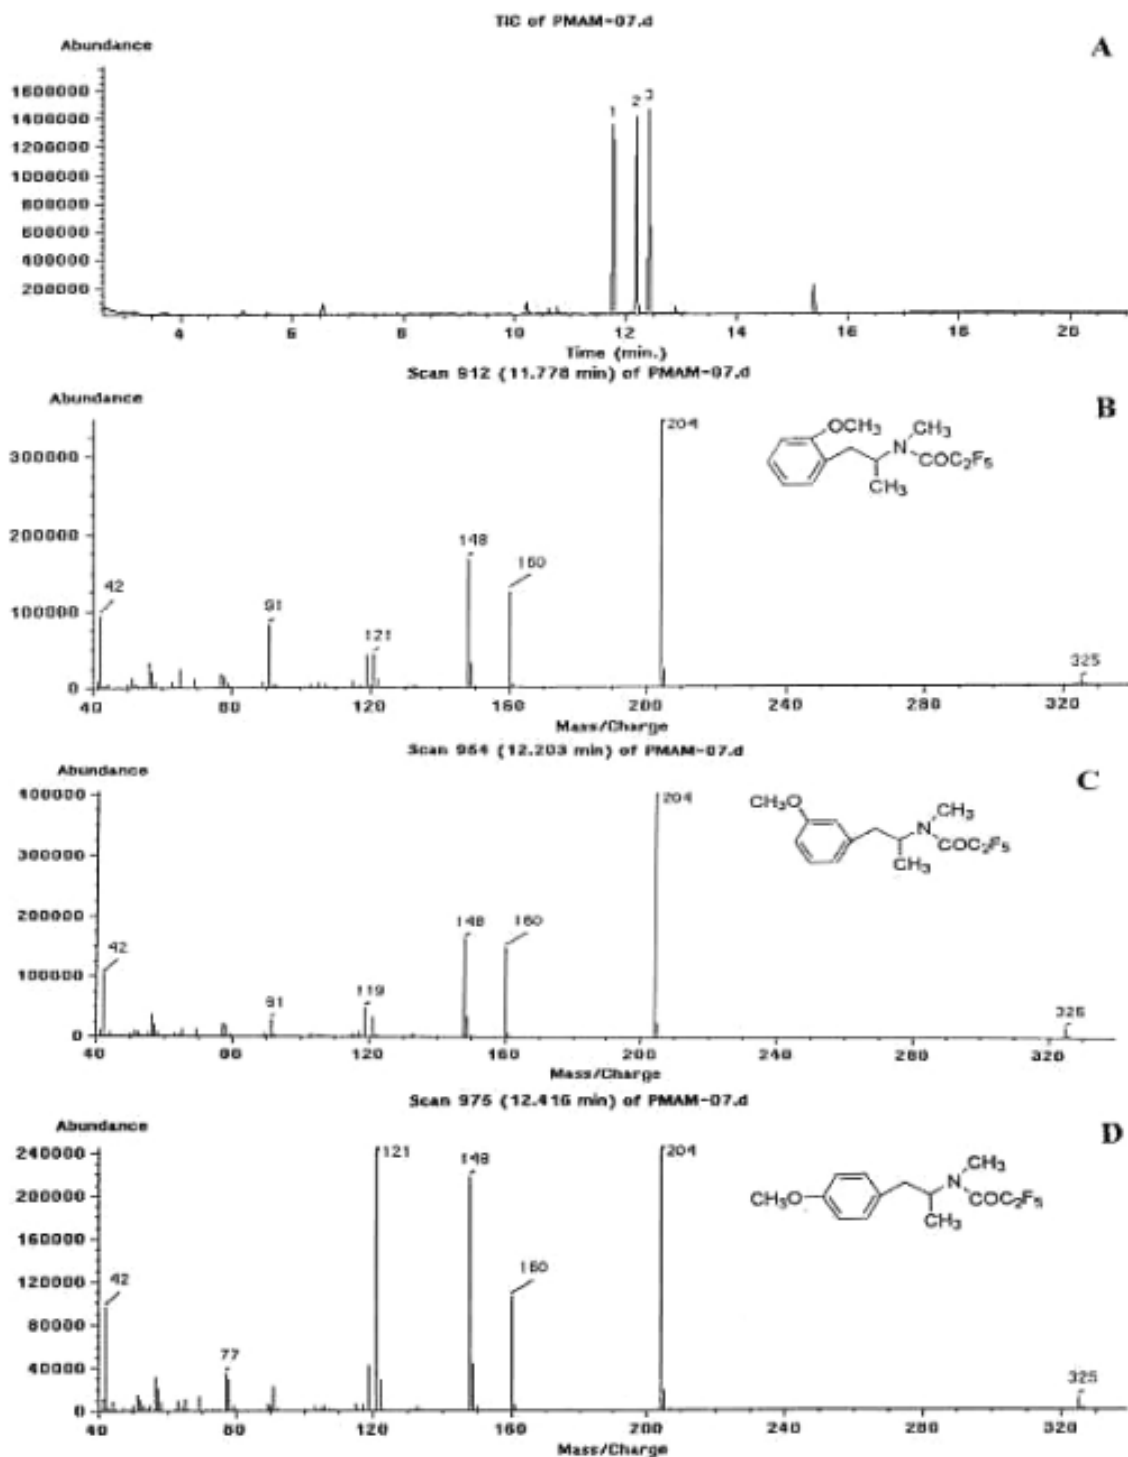 TIC of PMAM-07.d
Abundance
A
1600000
1400000
1200000
1000000
800000
600000
400000
200000
1 2 3
4 6 8 10 12 14 16 18 20
Time (min.)
Scan 912 (11.778 min) of PMAM-07.d
Abundance
B
300000
200000
100000
0
42
91
121
148
160
204
325
OCH3
CH3
N
COC2F5
CH3
40 80 120 160 200 240 280 320
Mass/Charge
Scan 954 (12.203 min) of PMAM-07.d
Abundance
C
400000
300000
200000
100000
0
42
91
119
148
160
204
325
CH3O
CH3
N
COC2F5
CH3
40 80 120 160 200 240 280 320
Mass/Charge
Scan 975 (12.416 min) of PMAM-07.d
Abundance
D
240000
200000
160000
120000
80000
40000
0
42
77
121
148
160
204
325
CH3O
CH3
N
COC2F5
CH3
40 80 120 160 200 240 280 320
Mass/Charge